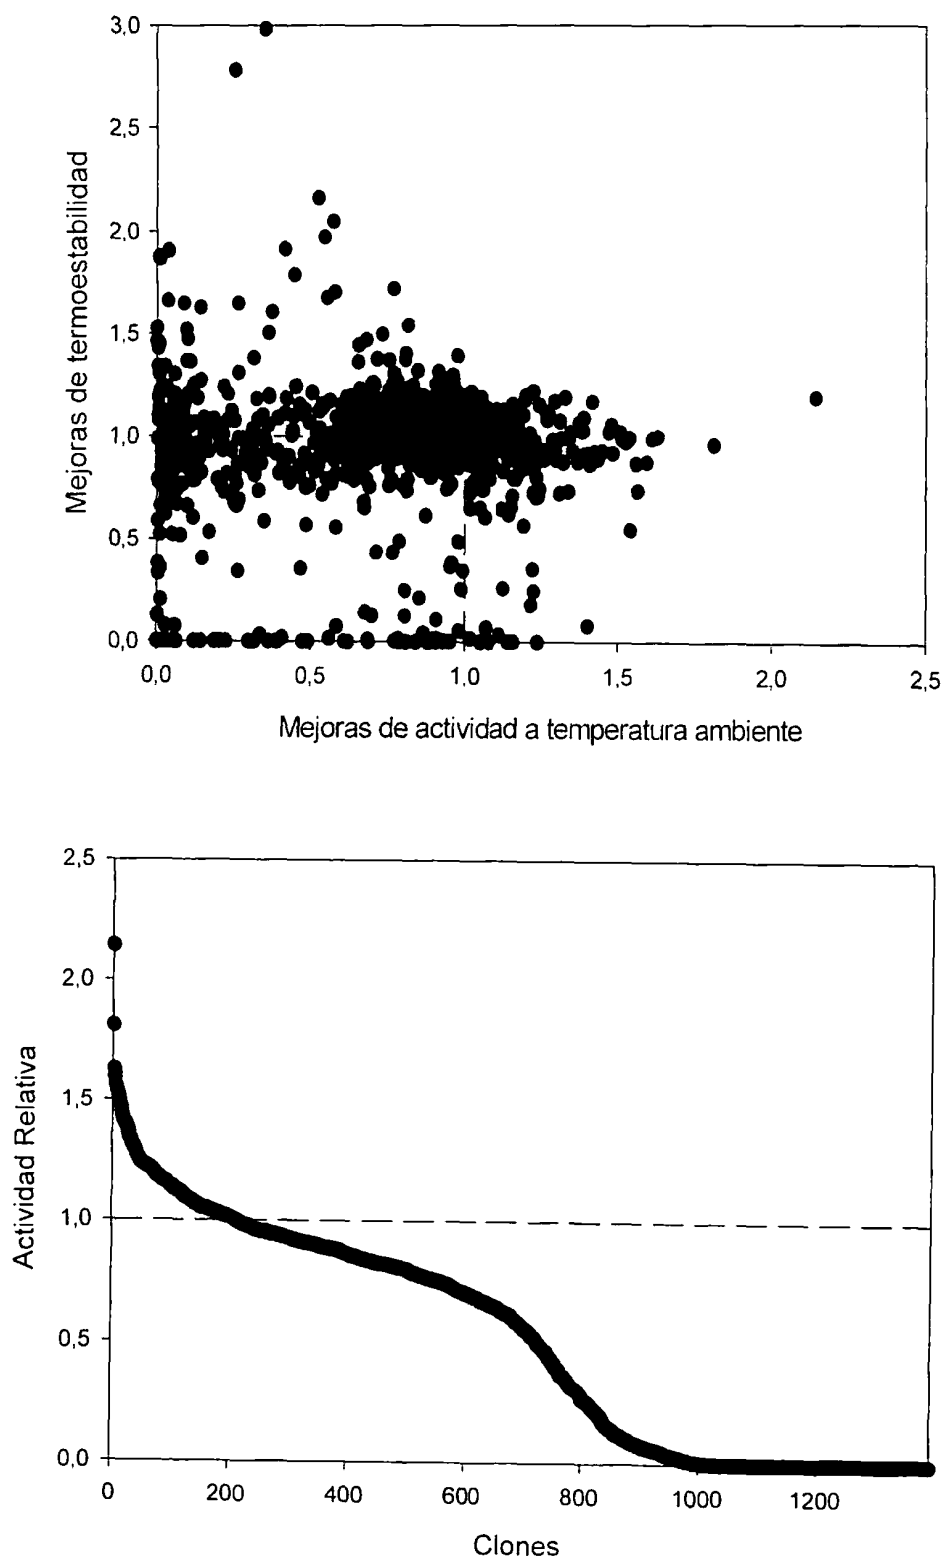 3,0
2,5
2,0
1,5
1,0
0,5
0,0
Mejoras de termoestabilidad
0,0 0,5 1,0 1,5 2,0 2,5
Mejoras de actividad a temperatura ambiente
2,5
2,0
1,5
1,0
0,5
0,0
Actividad Relativa
0 200 400 600 800 1000 1200
Clones